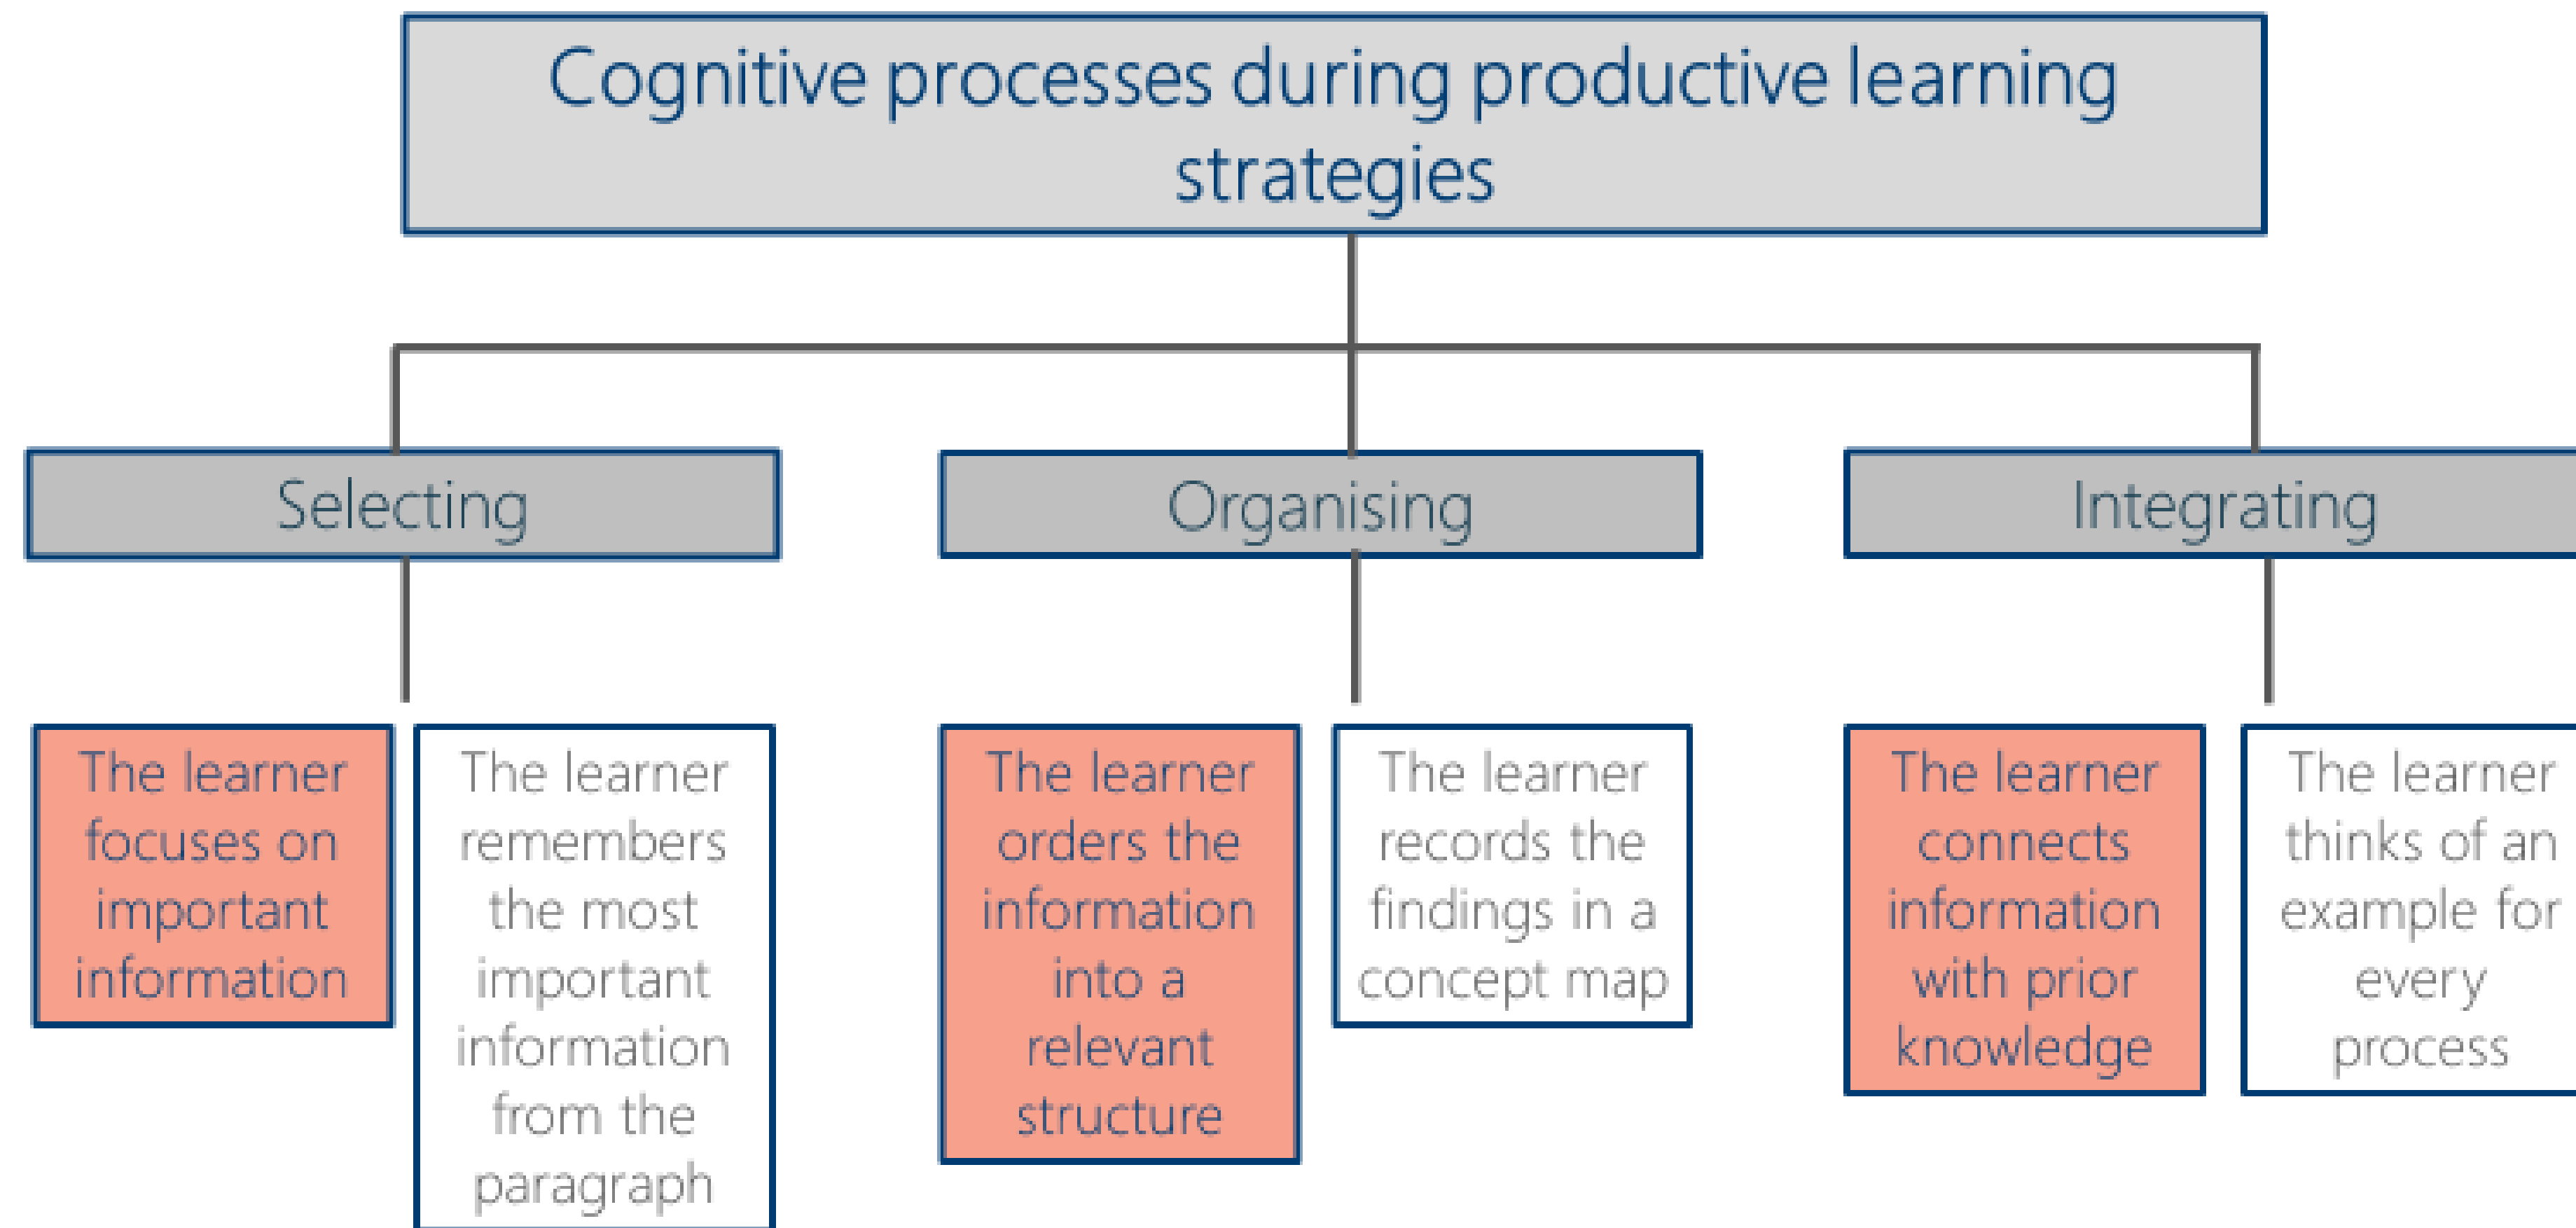 Cognitive processes during productive learning
strategies
Selecting
Organising
Integrating
The learner
focuses on
important
information
The learner
remembers
the most
important
information
from the
paragraph
The learner
orders the
information
into a
relevant
structure
The learner
records the
findings in a
concept map
The learner
connects
information
with prior
knowledge
The learner
thinks of an
example for
every
process